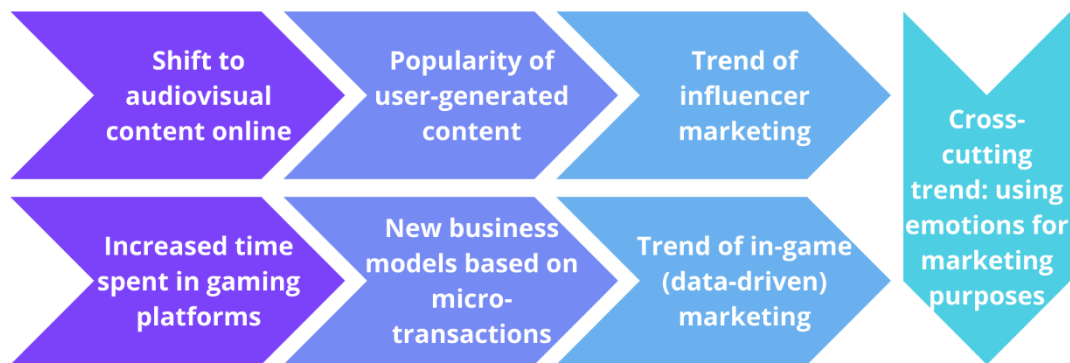 Shift to
audiovisual
content online
Popularity of
user-generated
content
Trend of
influencer
marketing
Increased time
spent in gaming
platforms
New business
models based on
micro-
transactions
Trend of in-game
(data-driven)
marketing
Cross-
cutting
trend: using
emotions for
marketing
purposes